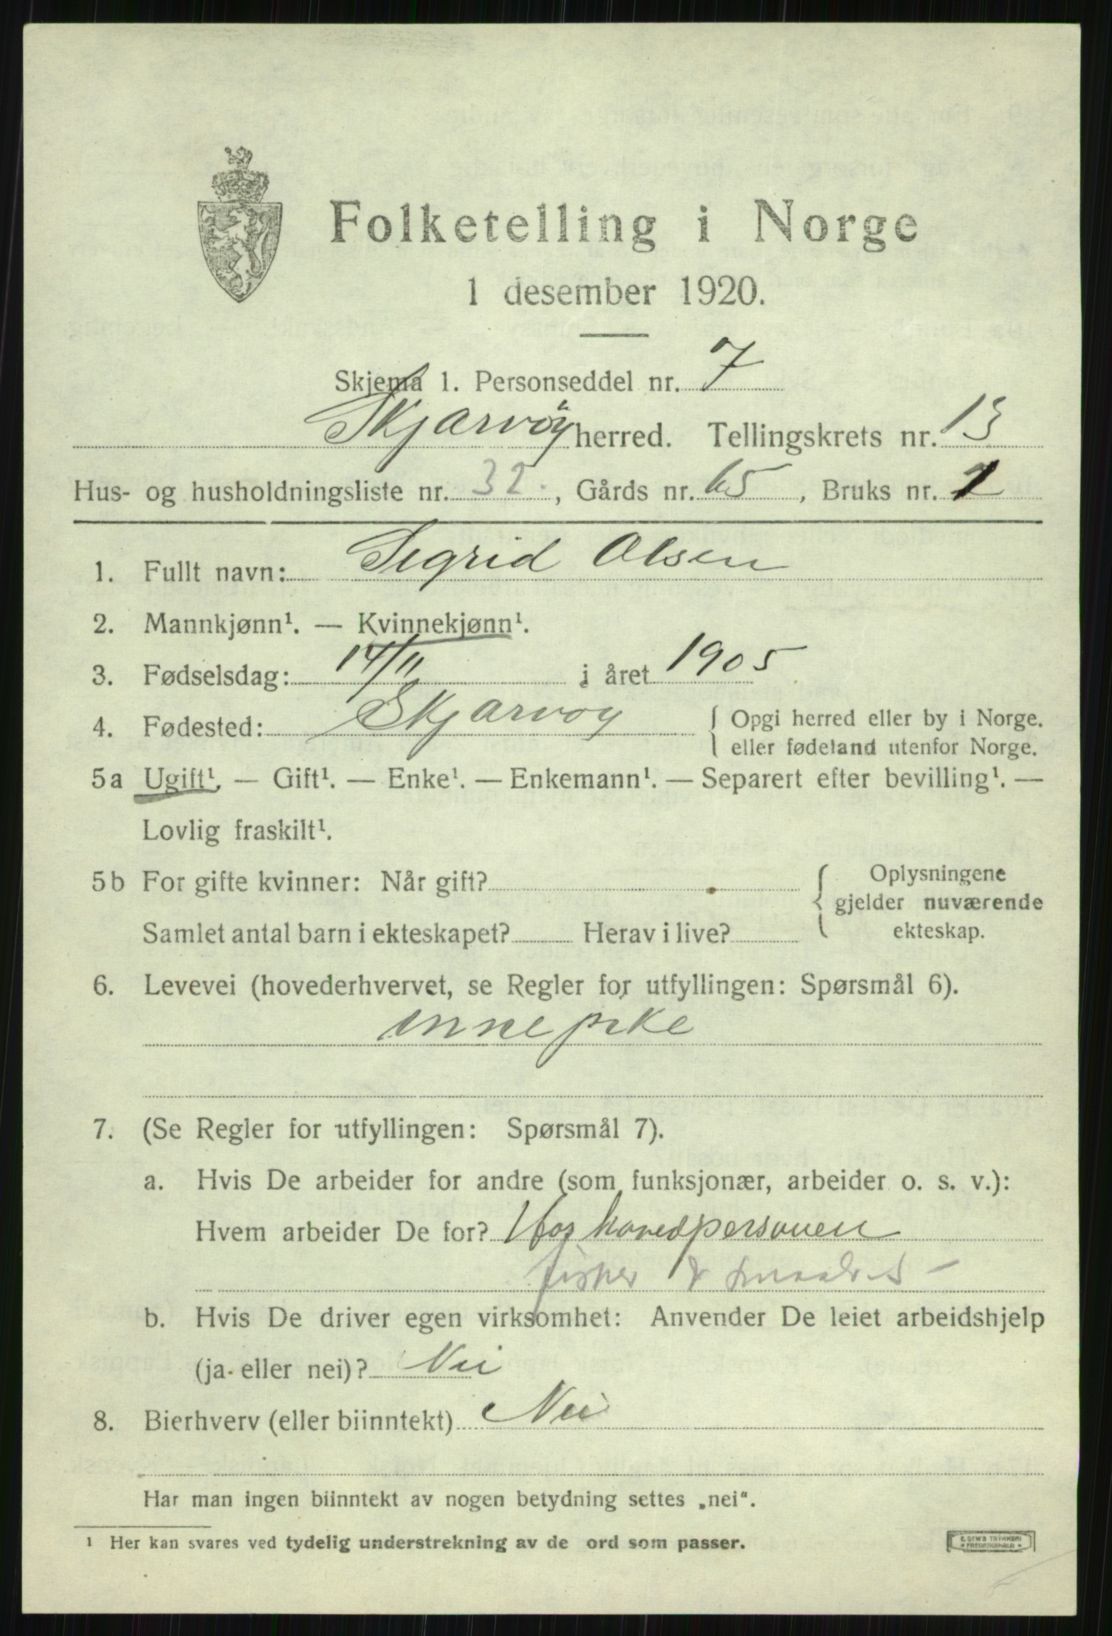 Folketelling i Norge
1 desember 1920.
Skjema 1. Personseddel nr. 7
Skjarvöy herred. Tellingskrets nr. 13
Hus- og husholdningsliste nr. 32. , Gårds nr. 65 , Bruks nr.
1. Fullt navn: Sigrid Olsen
2. Mannkjønn¹. — Kvinnekjønn¹.
3. Fødselsdag: 14/11 i året 1905
4. Fødested: Skjarvoy { Opgi herred eller by i Norge.
eller fødeland utenfor Norge.
5a Ugift¹. — Gift¹. — Enke¹. — Enkemann¹. — Separert efter bevilling¹. —
Lovlig fraskilt¹.
5b For gifte kvinner: Når gift? { Oplysningene
gjelder nuværende
Samlet antal barn i ekteskapet? Herav i live? ekteskap.
6. Levevei (hovederhvervet, se Regler for utfyllingen: Spørsmål 6).
innepike
7. (Se Regler for utfyllingen: Spørsmål 7).
a. Hvis De arbeider for andre (som funksjonær, arbeider o. s. v.):
Hvem arbeider De for? Hos hovedpersonen
fisker &
b. Hvis De driver egen virksomhet: Anvender De leiet arbeidshjelp
(ja eller nei)? Nei
8. Bierhverv (eller biinntekt) Nei
Har man ingen biinntekt av nogen betydning settes „nei“.
¹ Her kan svares ved tydelig understrekning av de ord som passer.